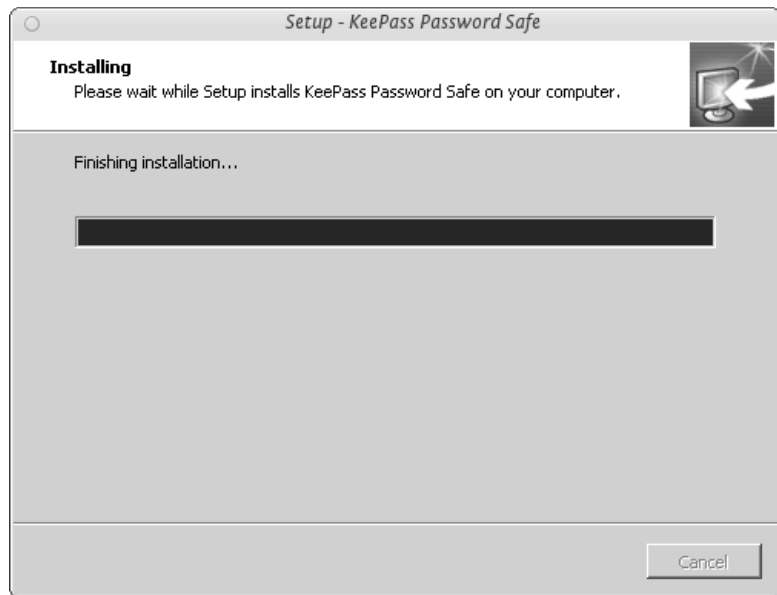 Setup - KeePass Password Safe
Installing
Please wait while Setup installs KeePass Password Safe on your computer.
Finishing installation...
Cancel